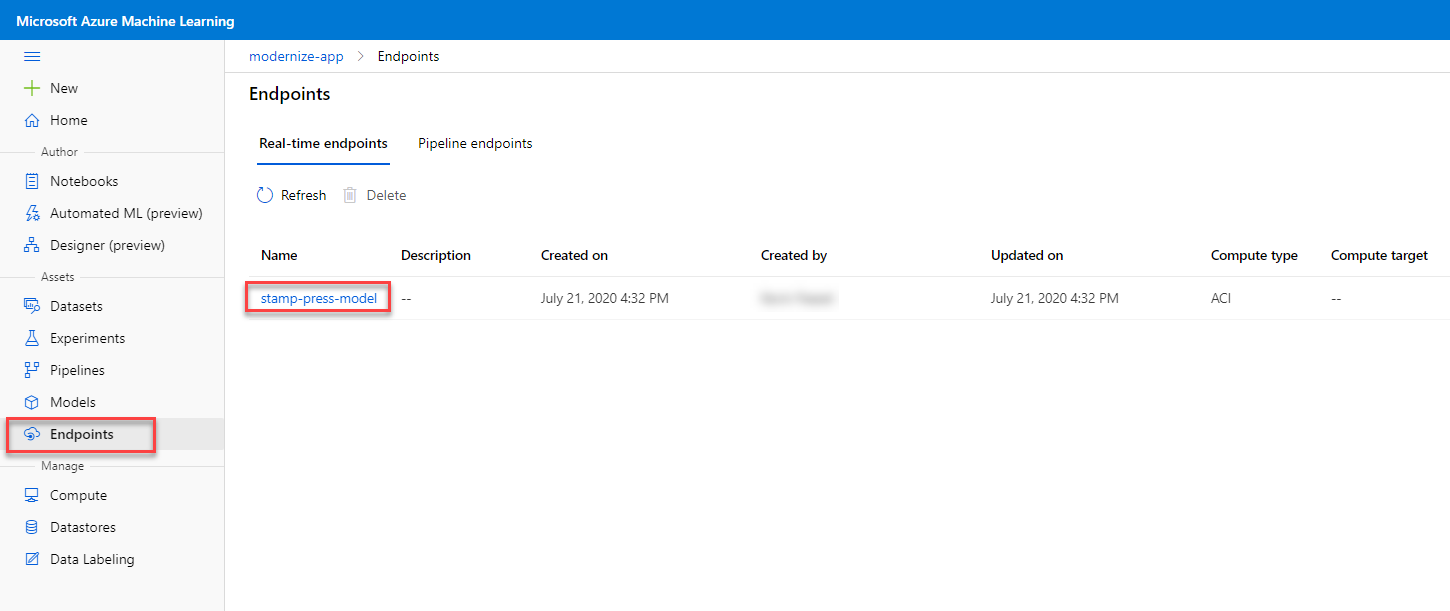 Microsoft Azure Machine Learning
modernize-app > Endpoints
New
Home
Author
Notebooks
Automated ML (preview)
Designer (preview)
Assets
Datasets
Experiments
Pipelines
Models
Endpoints
Manage
Compute
Datastores
Data Labeling
Endpoints
Real-time endpoints Pipeline endpoints
Refresh Delete
Name Description Created on Created by Updated on Compute type Compute target
stamp-press-model -- July 21, 2020 4:32 PM July 21, 2020 4:32 PM ACI --